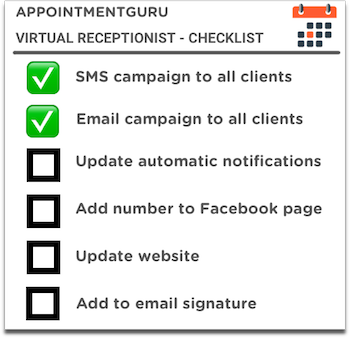 APPOINTMENTGURU
VIRTUAL RECEPTIONIST - CHECKLIST
SMS campaign to all clients
Email campaign to all clients
Update automatic notifications
Add number to Facebook page
Update website
Add to email signature